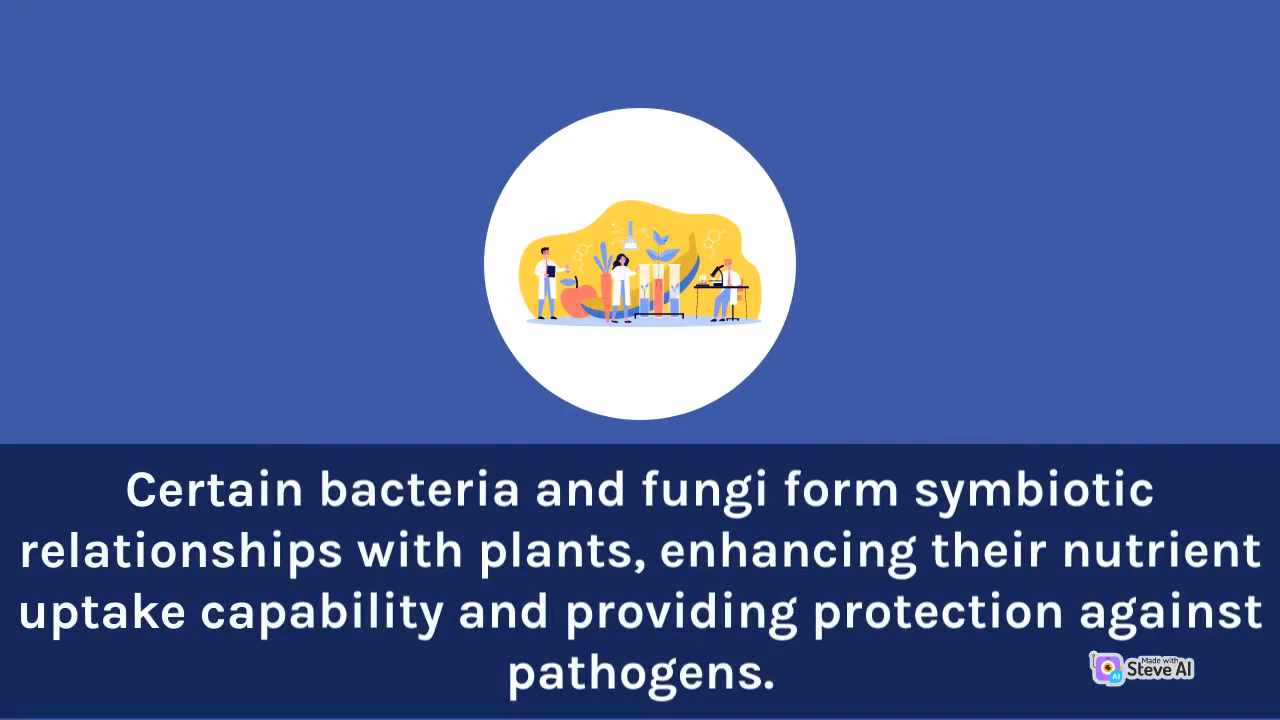 Certain bacteria and fungi form symbiotic
relationships with plants, enhancing their nutrient
uptake capability and providing protection against
pathogens.
Made with
Steve AI
AI